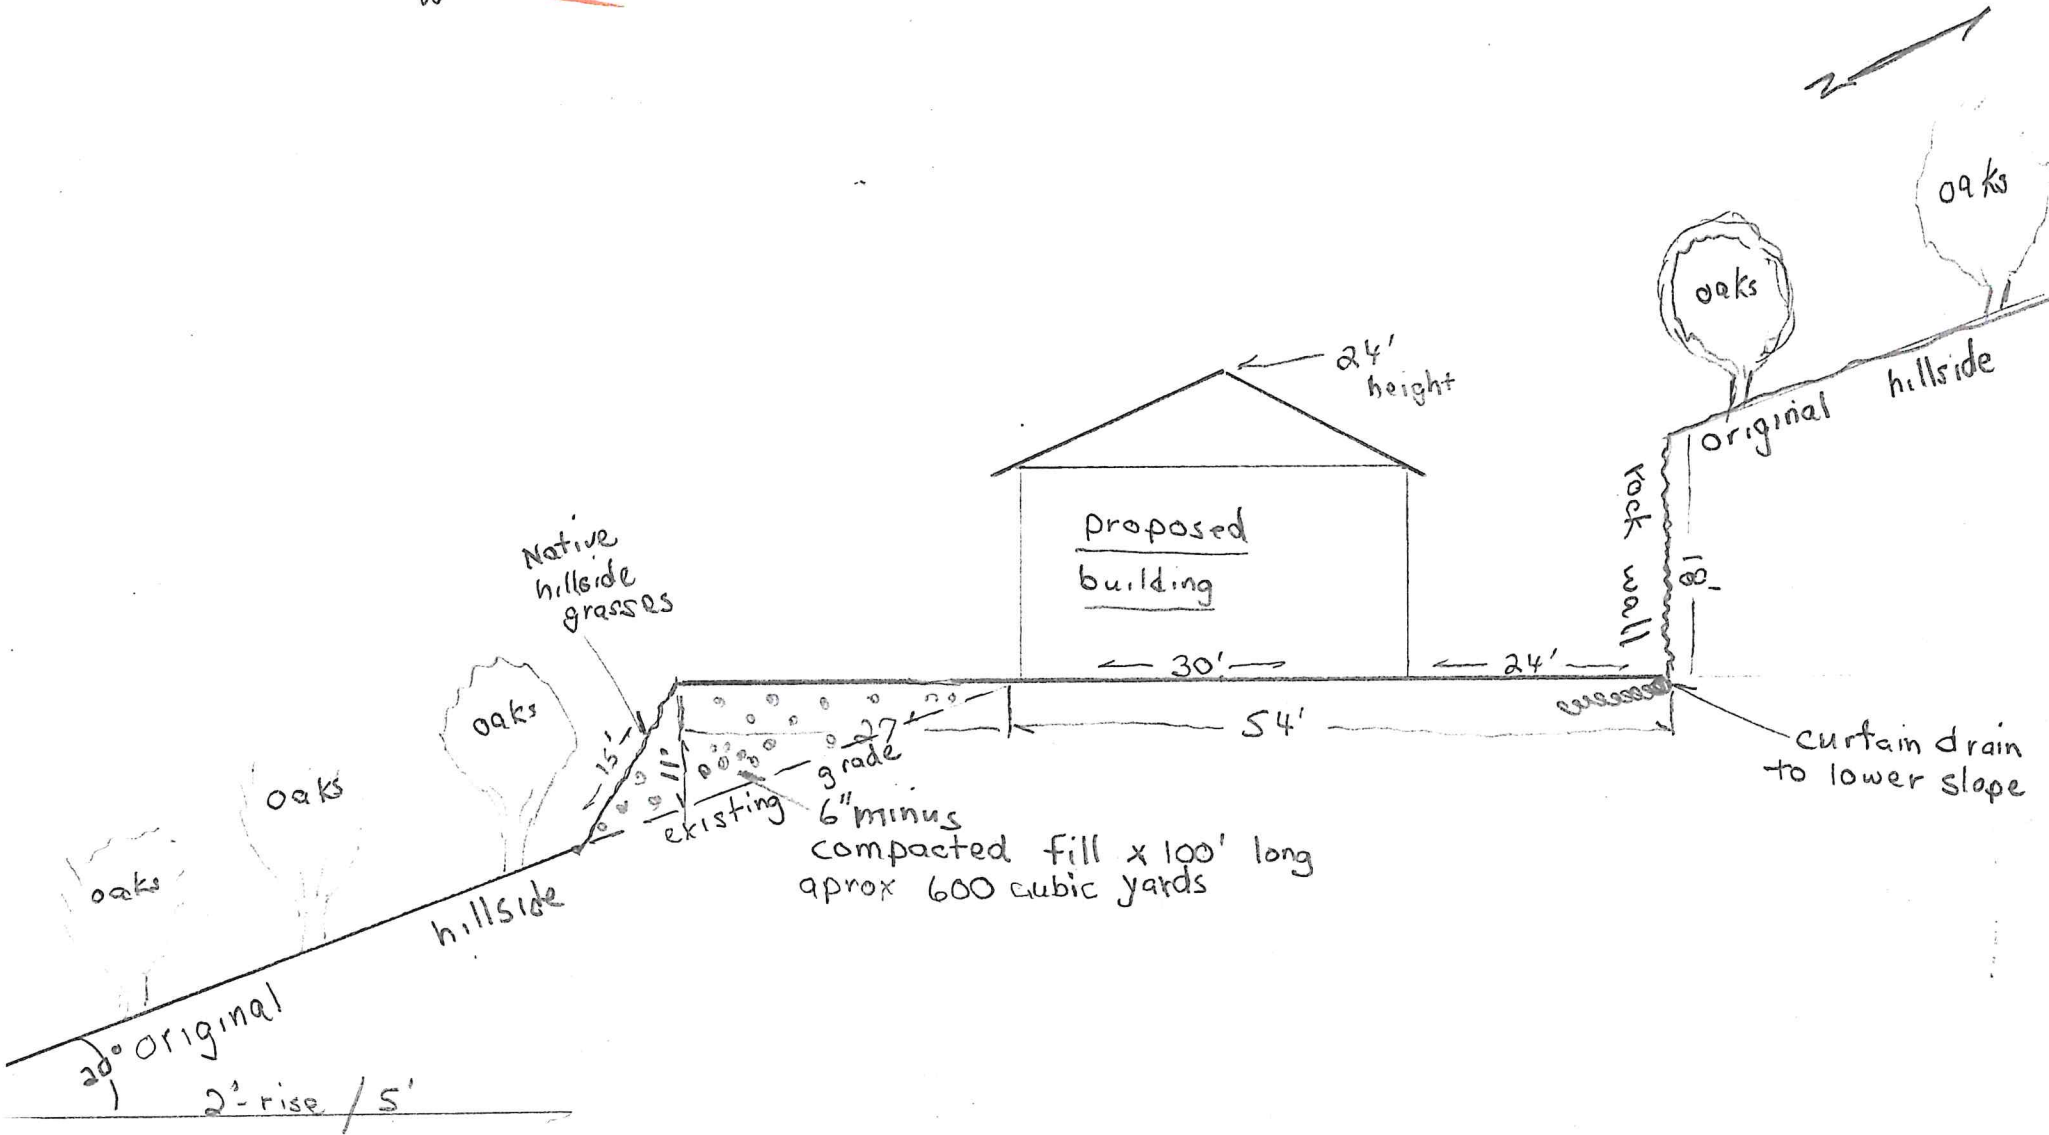 N
oaks
oaks
24'
height
original hillside
rock wall
18'
proposed
building
Native
hillside
grasses
30'
24'
oaks
15'
11'
27'
54'
existing grade
curtain drain
to lower slope
6" minus
compacted fill x 100' long
aprox 600 cubic yards
oaks
oaks
original hillside
20°
2' rise / 5'